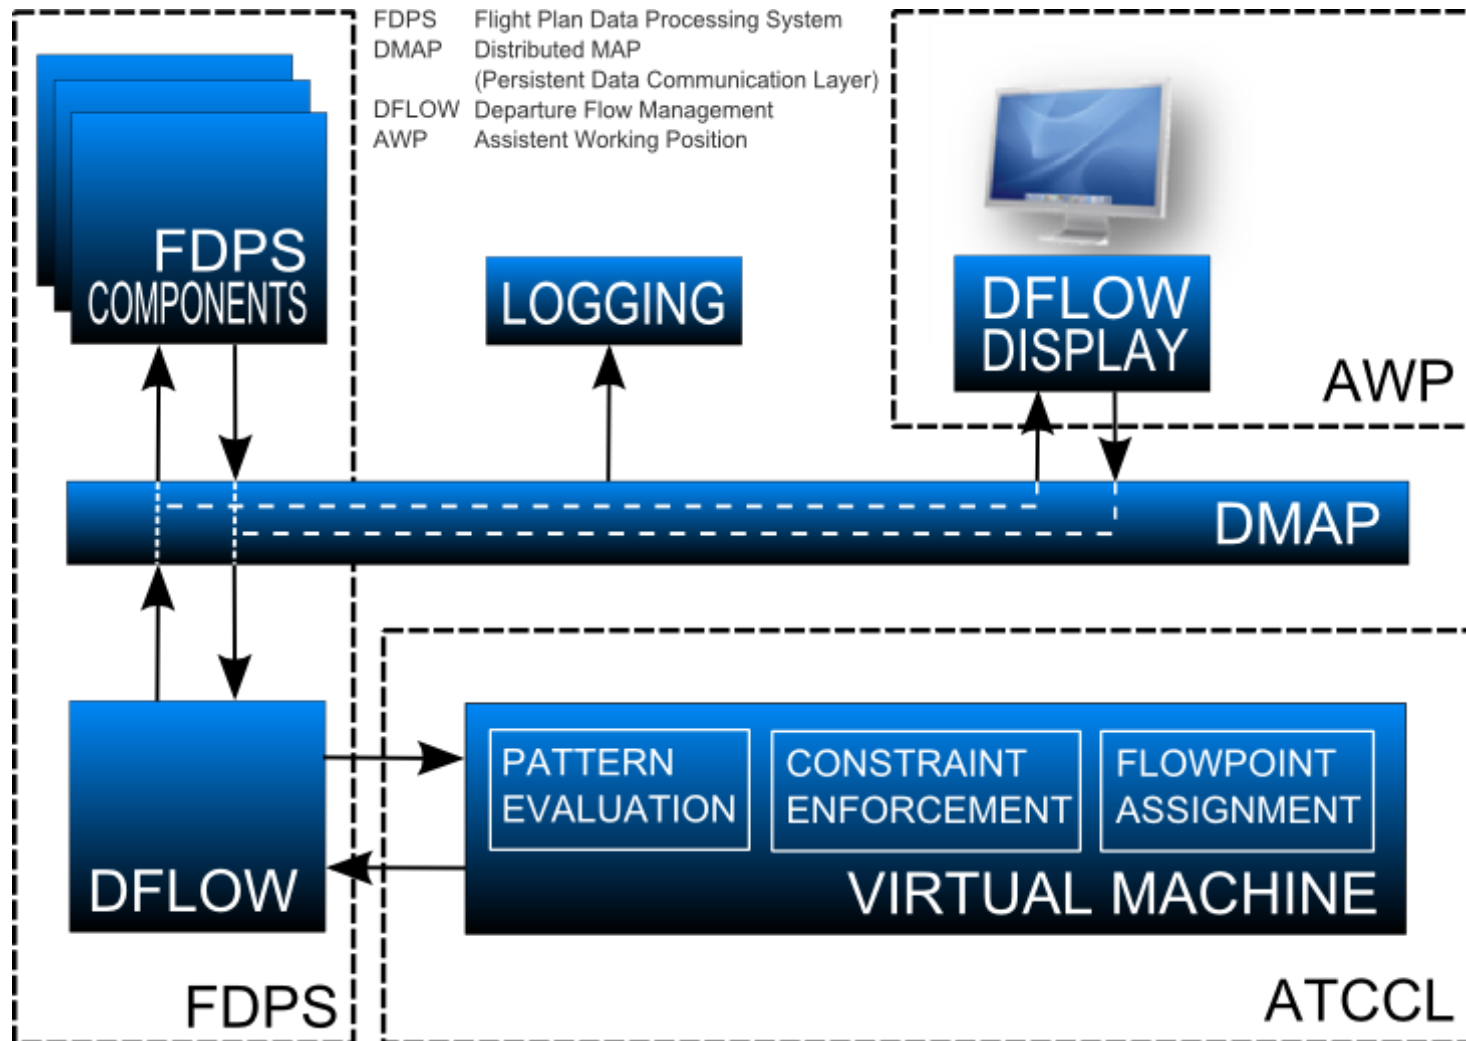 FDPS Flight Plan Data Processing System
DMAP Distributed MAP
(Persistent Data Communication Layer)
DFLOW Departure Flow Management
AWP Assistent Working Position
FDPS
COMPONENTS
LOGGING
DFLOW
DISPLAY
AWP
DMAP
DFLOW
FDPS
PATTERN
EVALUATION
CONSTRAINT
ENFORCEMENT
FLOWPOINT
ASSIGNMENT
VIRTUAL MACHINE
ATCCL